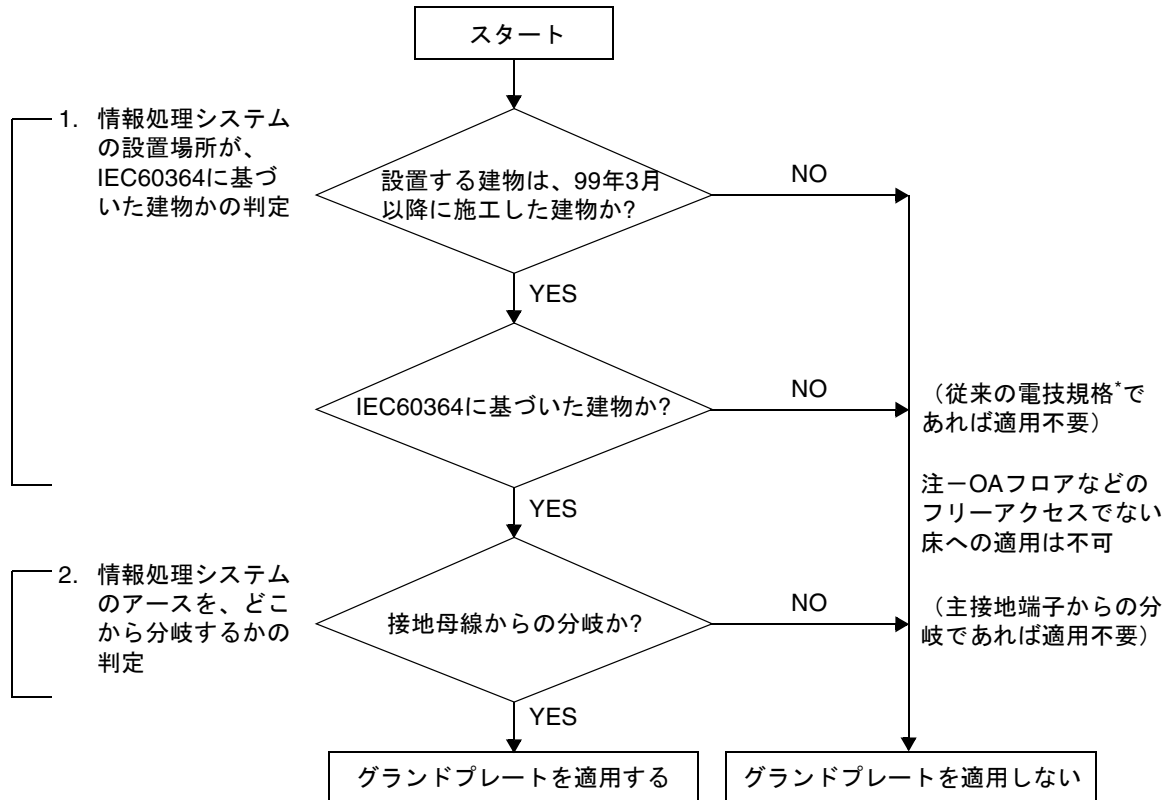 スタート
1. 情報処理システム
の設置場所が、
IEC60364に基づ
いた建物かの判定
設置する建物は、99年3月
以降に施工した建物か?
NO
YES
IEC60364に基づいた建物か?
NO
（従来の電技規格*で
あれば適用不要）
YES
注－OAフロアなどの
フリーアクセスでない
床への適用は不可
2. 情報処理システム
のアースを、どこ
から分岐するかの
判定
接地母線からの分岐か?
NO
（主接地端子からの分
岐であれば適用不要）
YES
グランドプレートを適用する
グランドプレートを適用しない